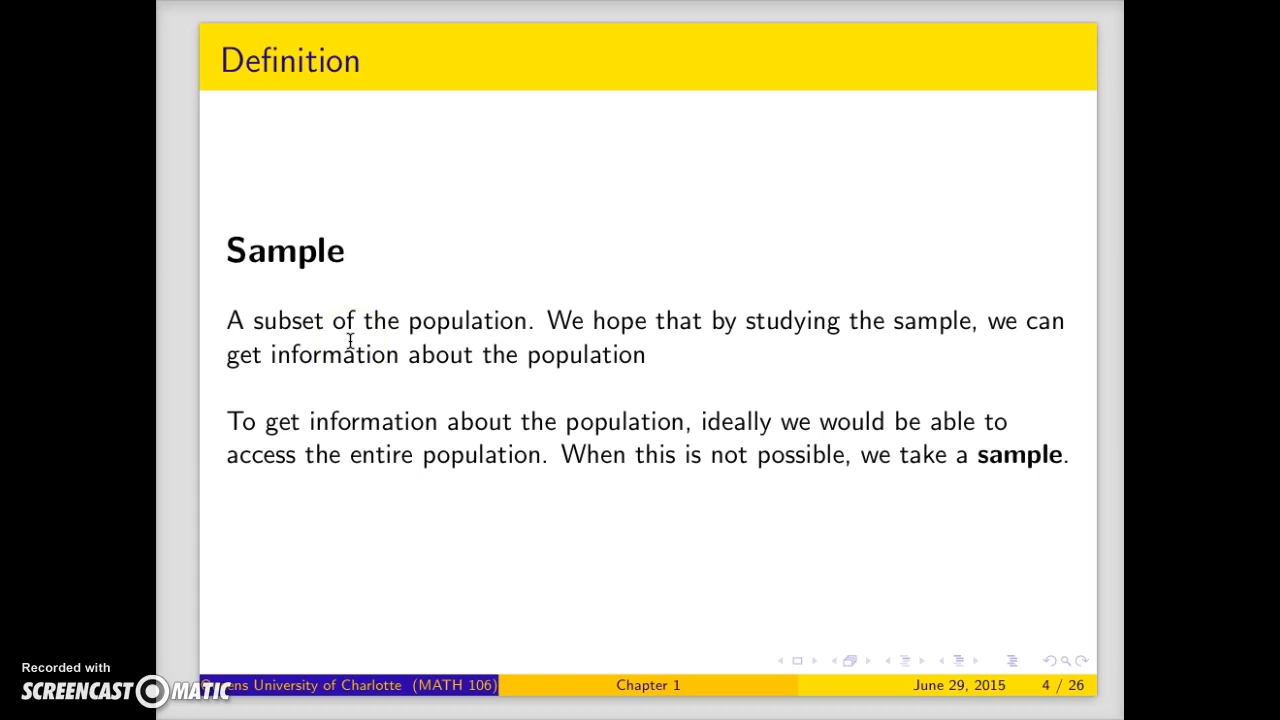 Definition
Sample
A subset of the population. We hope that by studying the sample, we can
get information about the population
To get information about the population, ideally we would be able to
access the entire population. When this is not possible, we take a sample.
Recorded with
SCREENCAST MATIC
University of Charlotte (MATH 106)
Chapter 1
June 29, 2015
4 / 26